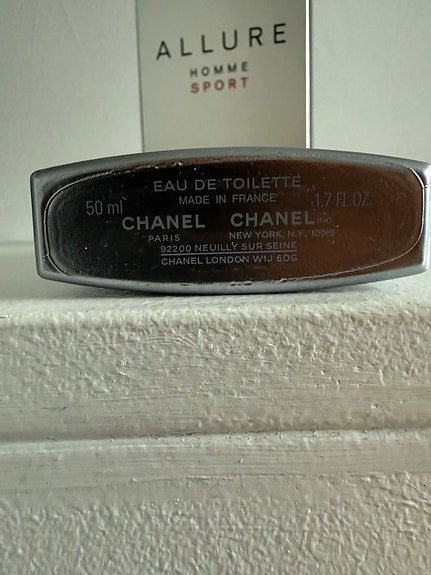 ALLURE
HOMME
SPORT
EAU DE TOILETTE
MADE IN FRANCE
50 ml
1.7 FL.OZ.
CHANEL CHANEL INC.
PARIS NEW YORK, N.Y. 10019
92200 NEUILLY SUR SEINE
CHANEL LONDON W1J 6DG